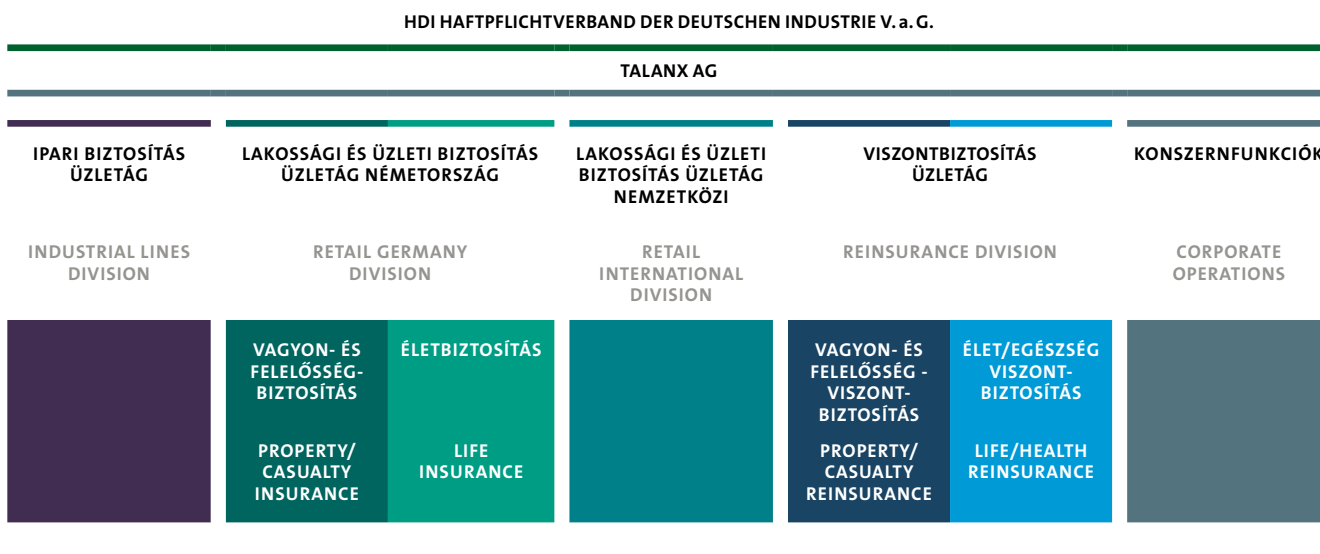 HDI HAFTPFLICHTVERBAND DER DEUTSCHEN INDUSTRIE V. a. G.
TALANX AG
IPARI BIZTOSÍTÁS
ÜZLETÁG
LAKOSSÁGI ÉS ÜZLETI BIZTOSÍTÁS
ÜZLETÁG NÉMETORSZÁG
LAKOSSÁGI ÉS ÜZLETI
BIZTOSÍTÁS ÜZLETÁG
NEMZETKÖZI
VISZONTBIZTOSÍTÁS
ÜZLETÁG
KONSZERNFUNKCIÓK
INDUSTRIAL LINES
DIVISION
RETAIL GERMANY
DIVISION
RETAIL
INTERNATIONAL
DIVISION
REINSURANCE DIVISION
CORPORATE
OPERATIONS
VAGYON- ÉS
FELELŐSSÉG-
BIZTOSÍTÁS
PROPERTY/
CASUALTY
INSURANCE
ÉLETBIZTOSÍTÁS
LIFE
INSURANCE
VAGYON- ÉS
FELELŐSSÉG -
VISZONT-
BIZTOSÍTÁS
PROPERTY/
CASUALTY
REINSURANCE
ÉLET/EGÉSZSÉG
VISZONT-
BIZTOSÍTÁS
LIFE/HEALTH
REINSURANCE